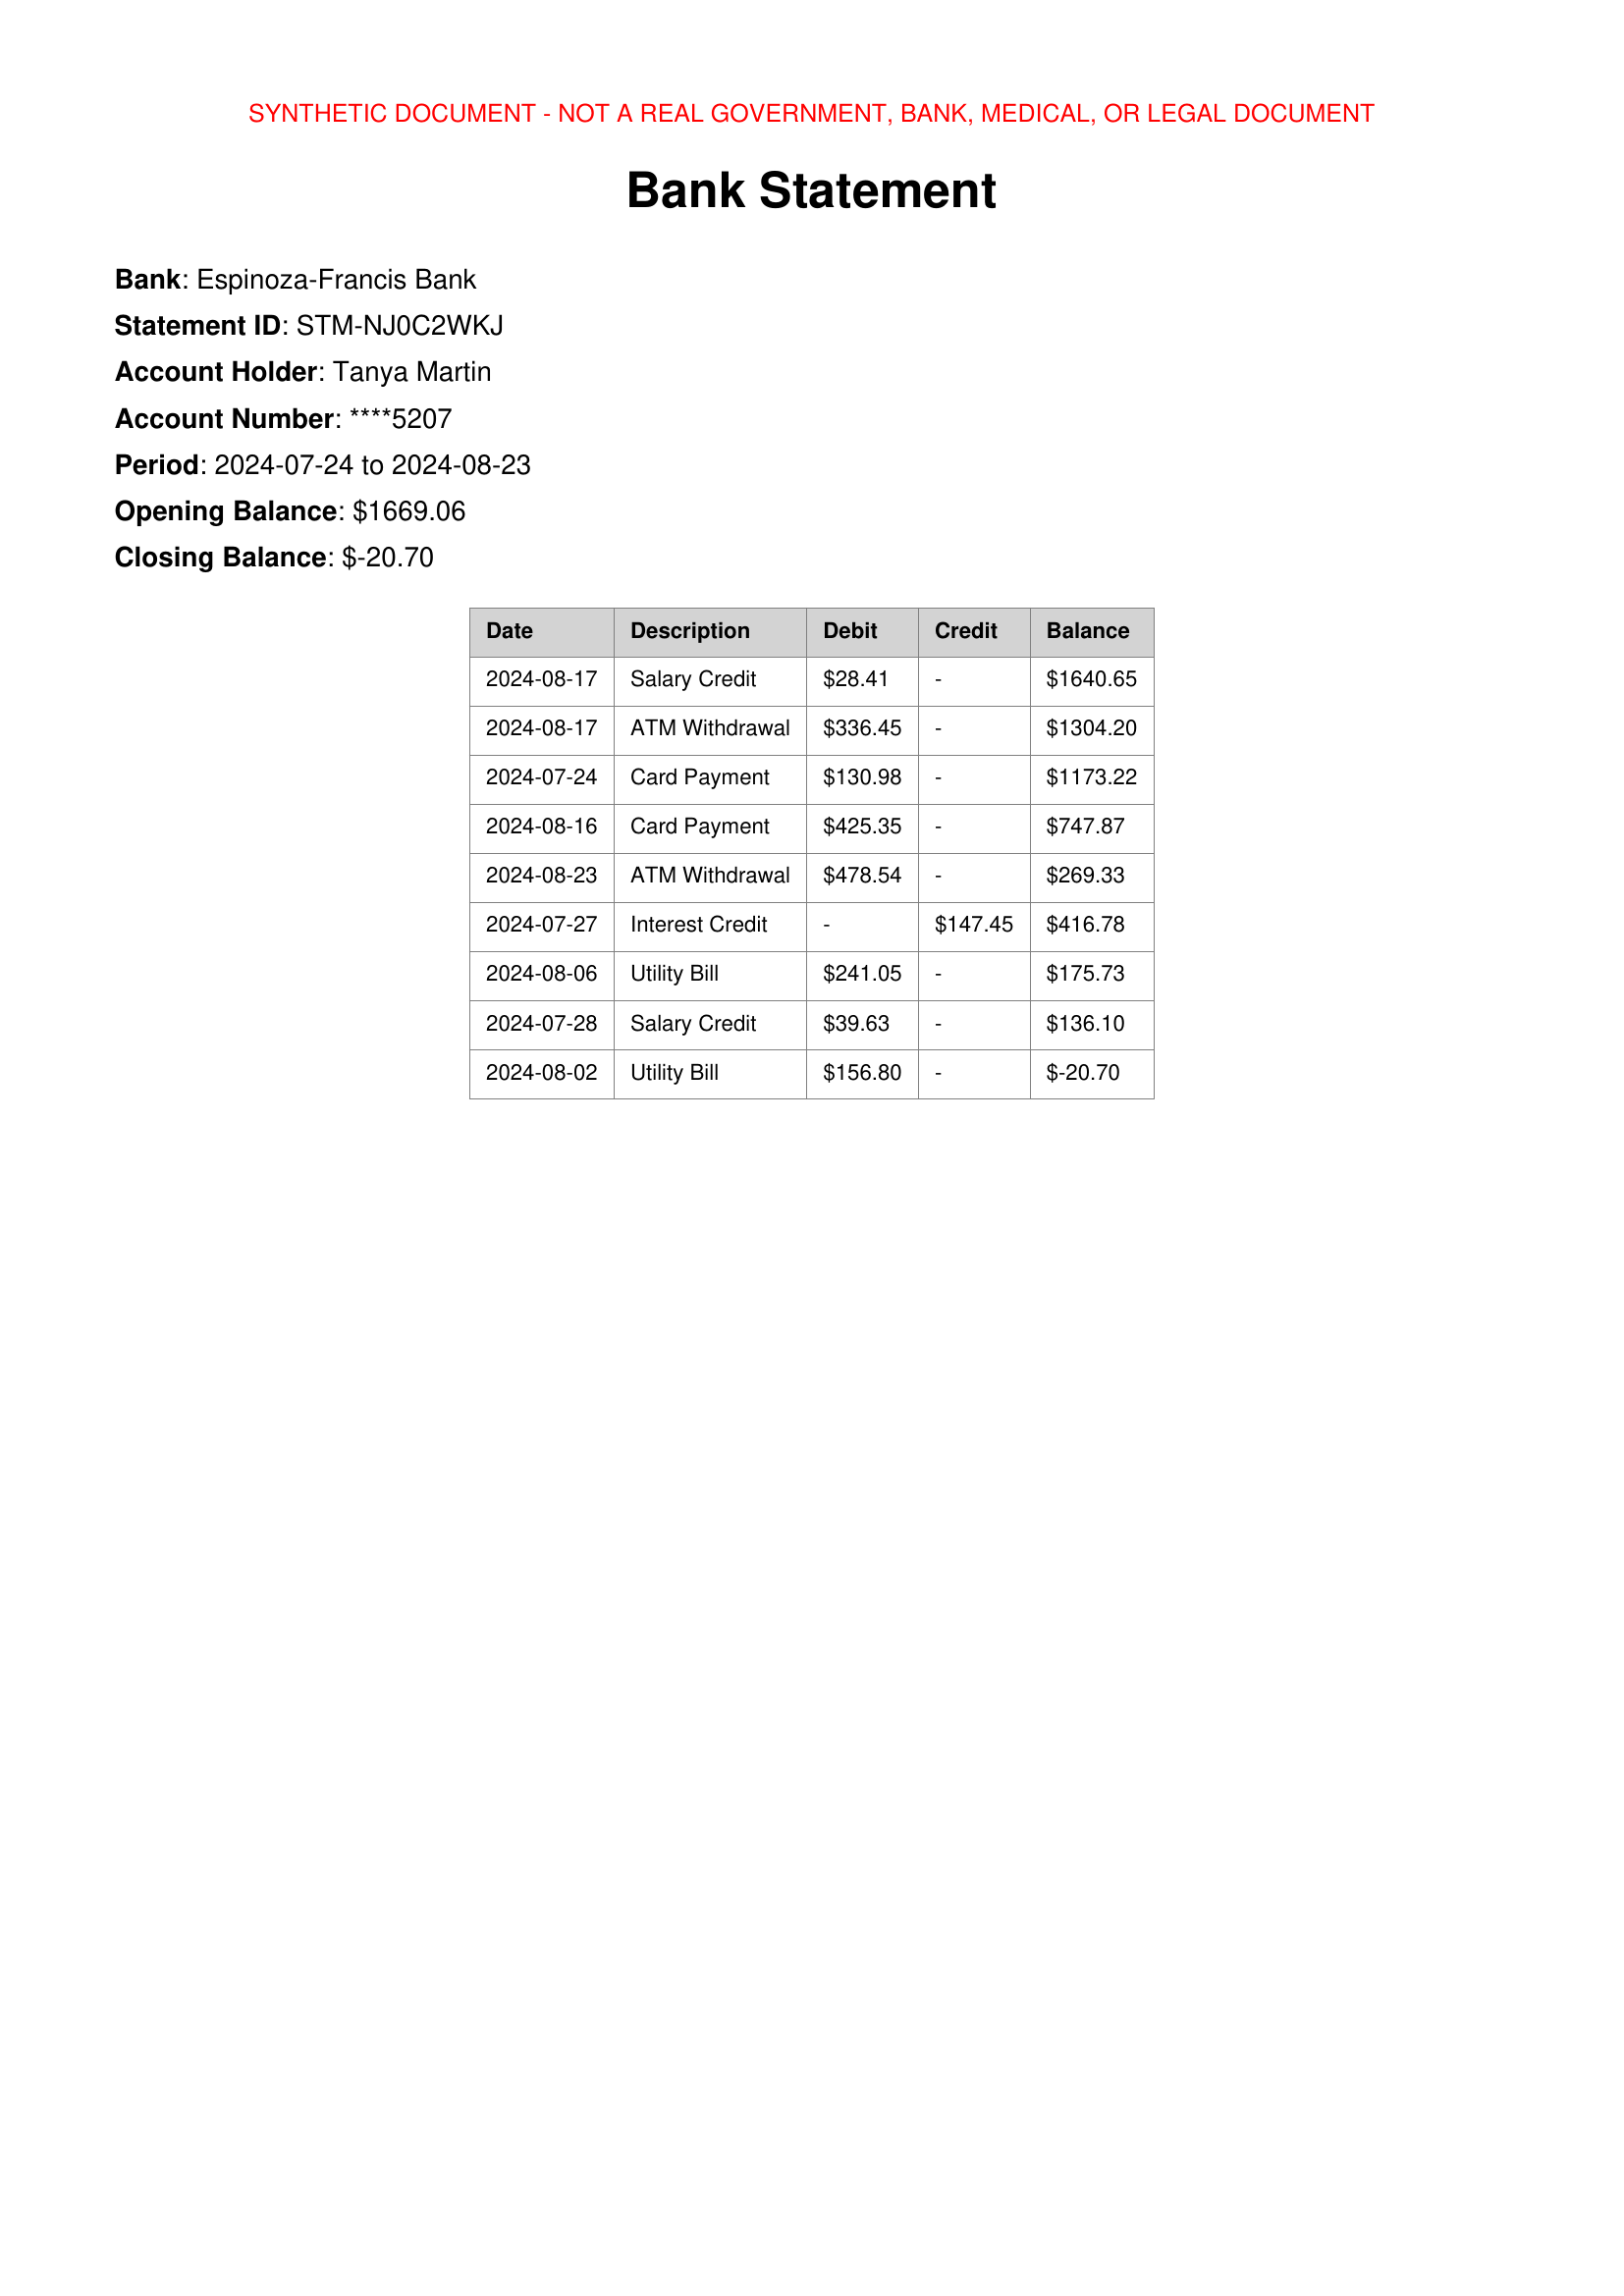 SYNTHETIC DOCUMENT - NOT A REAL GOVERNMENT, BANK, MEDICAL, OR LEGAL DOCUMENT
Bank Statement
Bank: Espinoza-Francis Bank
Statement ID: STM-NJ0C2WKJ
Account Holder: Tanya Martin
Account Number: ****5207
Period: 2024-07-24 to 2024-08-23
Opening Balance: $1669.06
Closing Balance: $-20.70
Date Description Debit Credit Balance
2024-08-17 Salary Credit $28.41 - $1640.65
2024-08-17 ATM Withdrawal $336.45 - $1304.20
2024-07-24 Card Payment $130.98 - $1173.22
2024-08-16 Card Payment $425.35 - $747.87
2024-08-23 ATM Withdrawal $478.54 - $269.33
2024-07-27 Interest Credit - $147.45 $416.78
2024-08-06 Utility Bill $241.05 - $175.73
2024-07-28 Salary Credit $39.63 - $136.10
2024-08-02 Utility Bill $156.80 - $-20.70